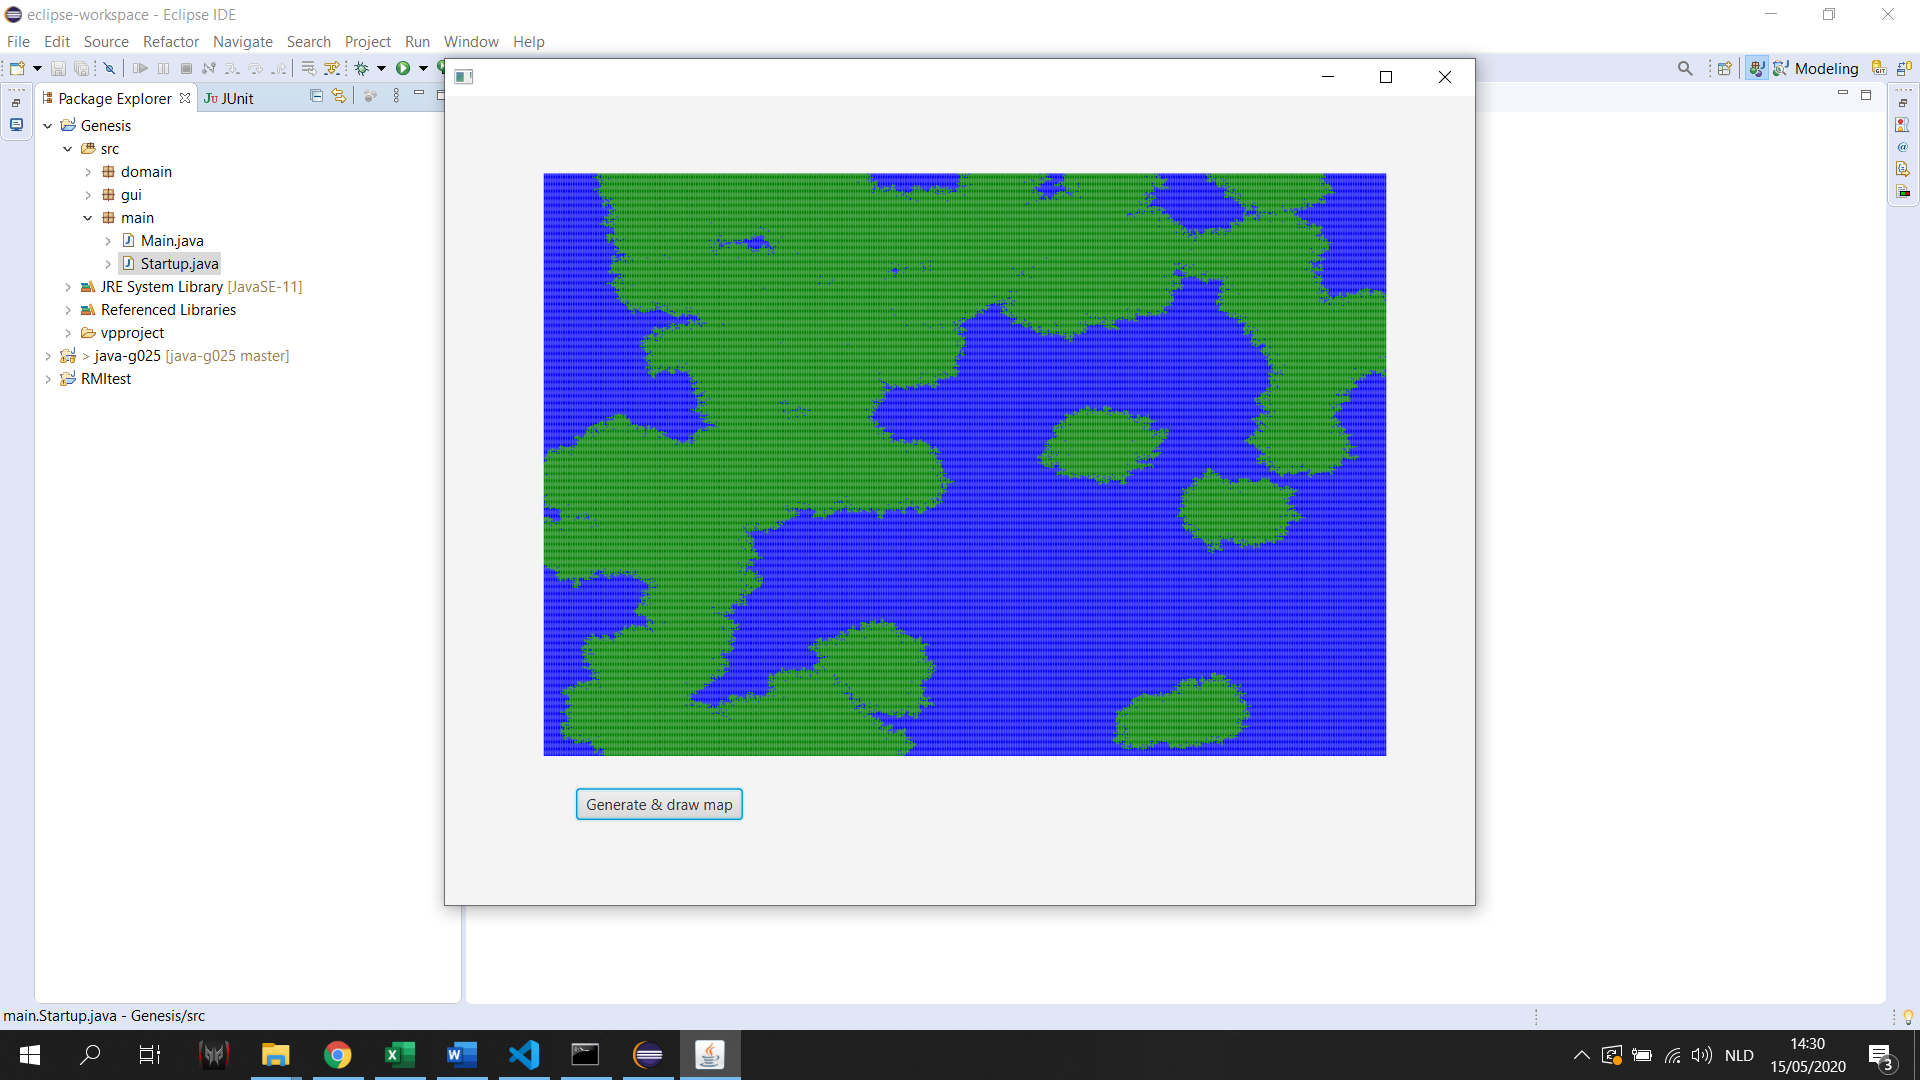 eclipse-workspace - Eclipse IDE
File Edit Source Refactor Navigate Search Project Run Window Help
Modeling
Package Explorer JUnit
Genesis
src
domain
gui
main
Main.java
Startup.java
JRE System Library [JavaSE-11]
Referenced Libraries
vpproject
> java-g025 [java-g025 master]
RMItest
Generate & draw map
main.Startup.java - Genesis/src
NLD
14:30
15/05/2020
3